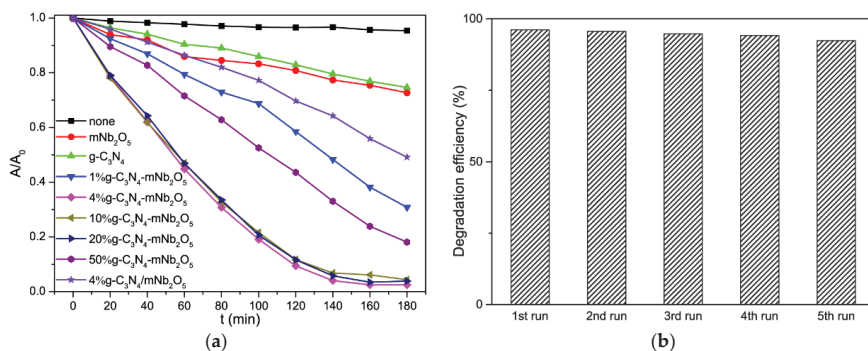 1.0
0.8
0.6
0.4
0.2
0.0
A/A₀
none
mNb₂O₅
g-C₃N₄
1%g-C₃N₄-mNb₂O₅
4%g-C₃N₄-mNb₂O₅
10%g-C₃N₄-mNb₂O₅
20%g-C₃N₄-mNb₂O₅
50%g-C₃N₄-mNb₂O₅
4%g-C₃N₄/mNb₂O₅
0 20 40 60 80 100 120 140 160 180
t (min)
(a)
100
50
0
Degradation efficiency (%)
1st run 2nd run 3rd run 4th run 5th run
(b)